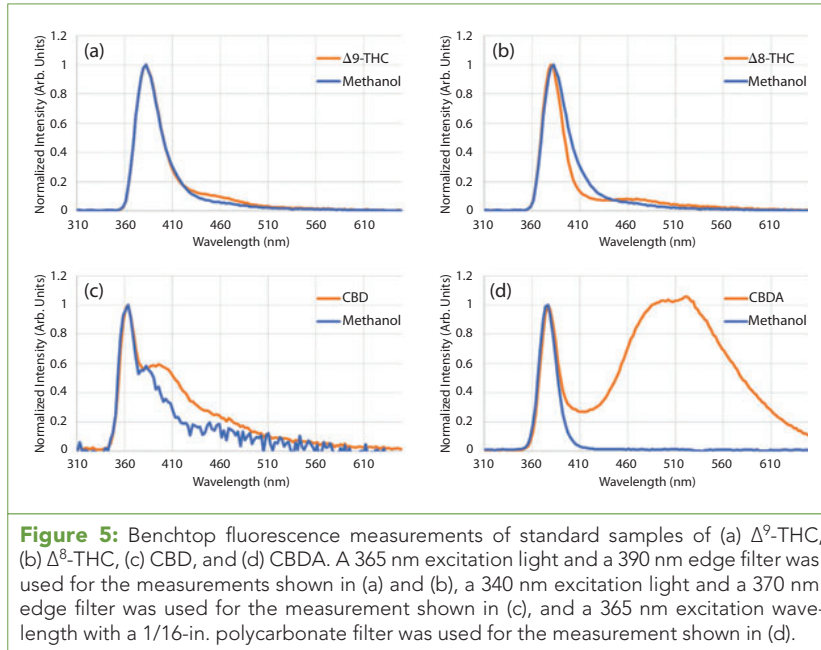 1.2
1
0.8
0.6
0.4
0.2
0
Normalized Intensity (Arb. Units)
(a)
Δ9-THC
Methanol
310 360 410 460 510 560 610
Wavelength (nm)
1.2
1
0.8
0.6
0.4
0.2
0
Normalized Intensity (Arb. Units)
(b)
Δ8-THC
Methanol
310 360 410 460 510 560 610
Wavelength (nm)
1.2
1
0.8
0.6
0.4
0.2
0
Normalized Intensity (Arb. Units)
(c)
CBD
Methanol
310 360 410 460 510 560 610
Wavelength (nm)
1.2
1
0.8
0.6
0.4
0.2
0
Normalized Intensity (Arb. Units)
(d)
CBDA
Methanol
310 360 410 460 510 560 610
Wavelength (nm)
Figure 5: Benchtop fluorescence measurements of standard samples of (a) Δ⁹-THC,
(b) Δ⁸-THC, (c) CBD, and (d) CBDA. A 365 nm excitation light and a 390 nm edge filter was
used for the measurements shown in (a) and (b), a 340 nm excitation light and a 370 nm
edge filter was used for the measurement shown in (c), and a 365 nm excitation wave-
length with a 1/16-in. polycarbonate filter was used for the measurement shown in (d).